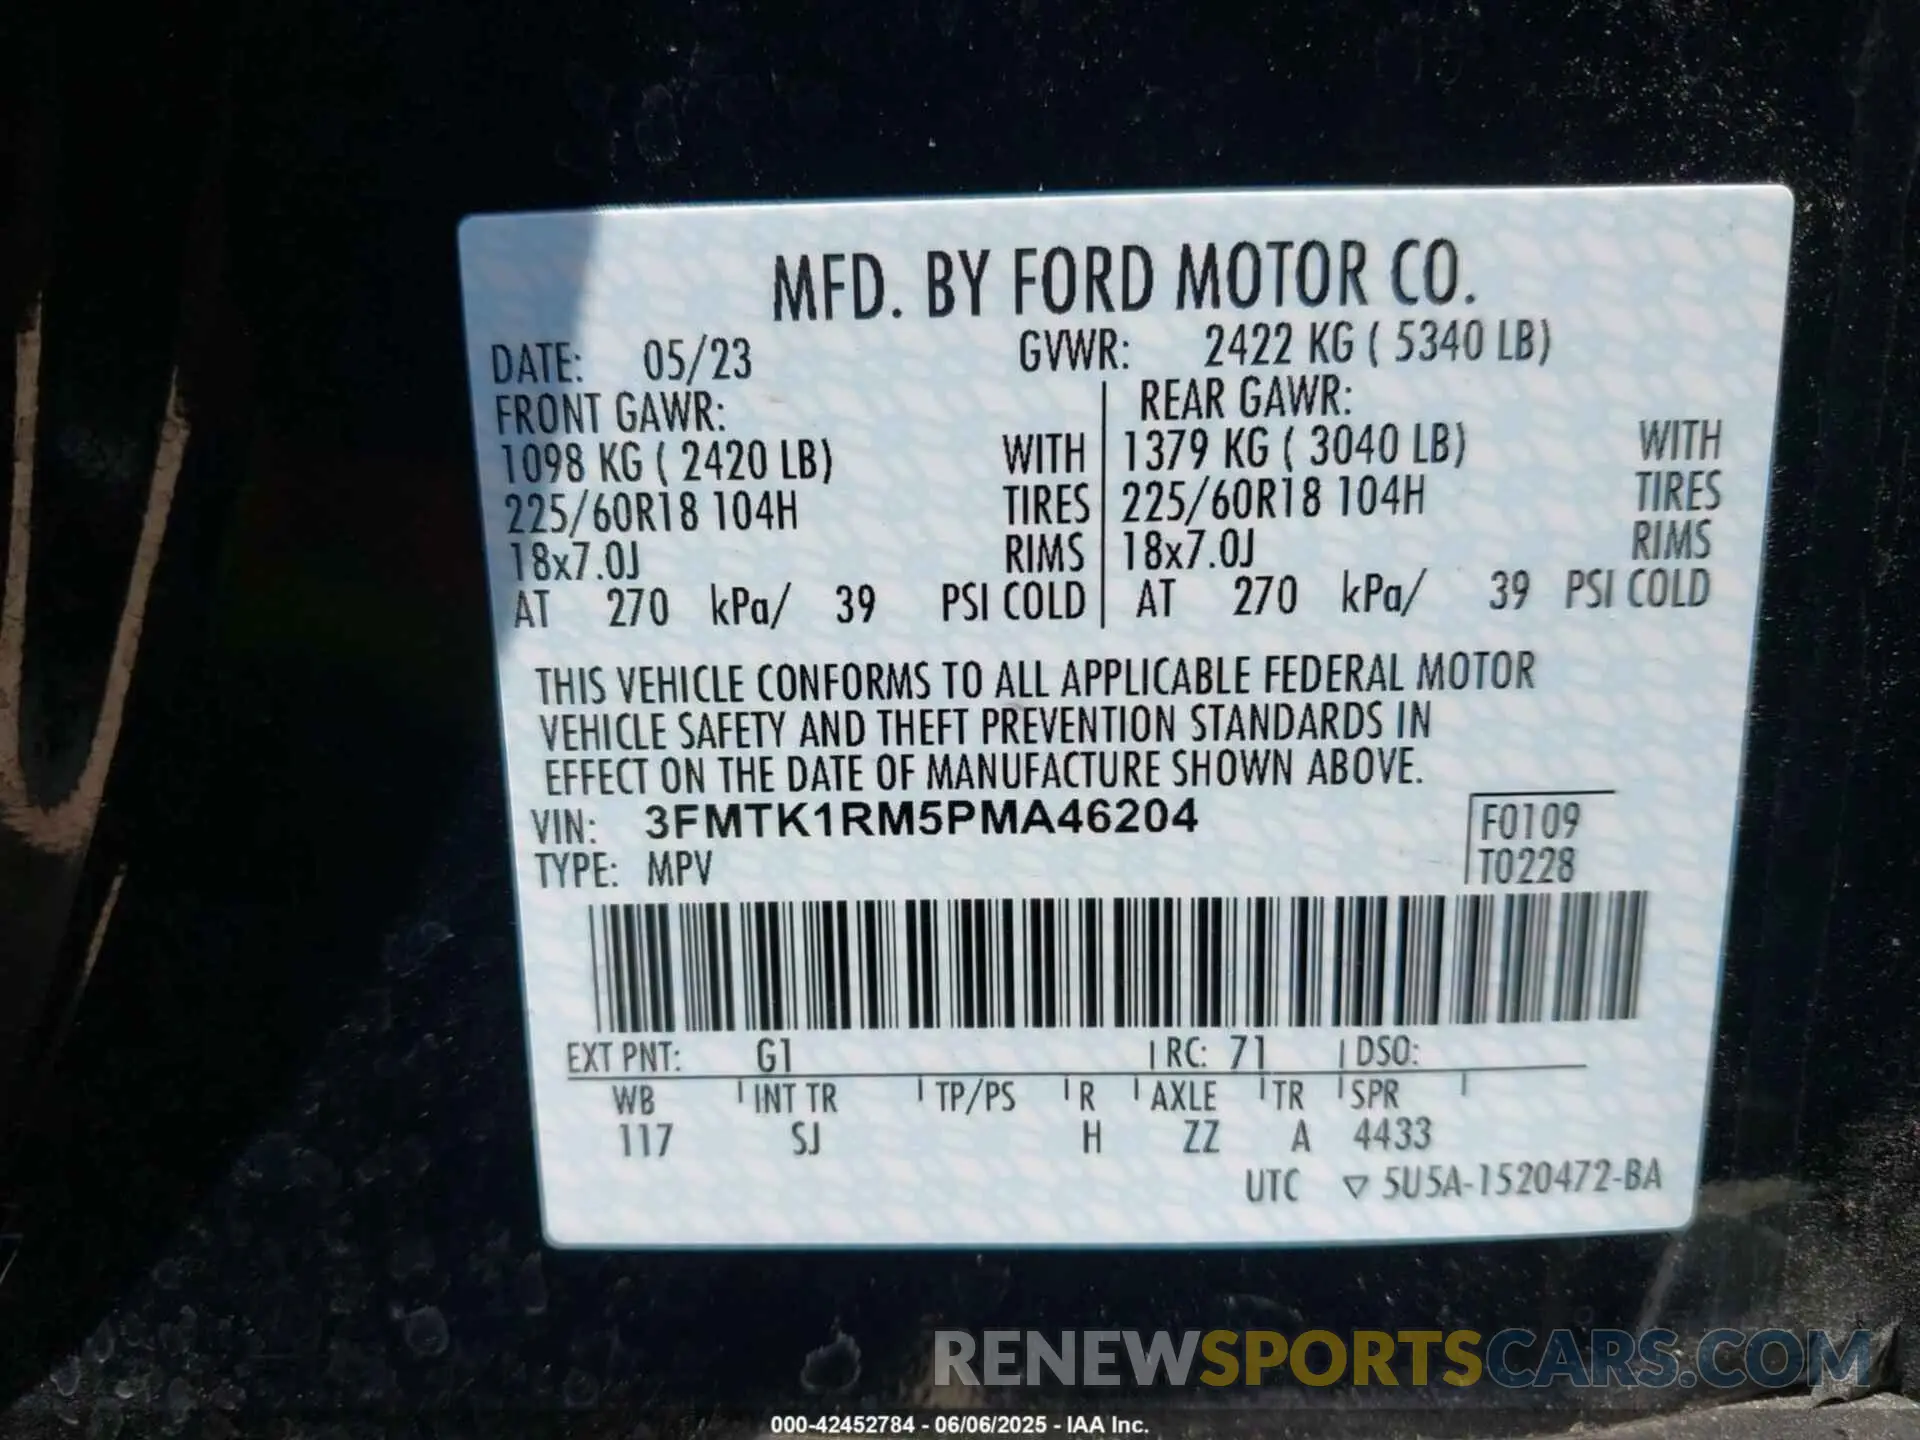 MFD. BY FORD MOTOR CO.
DATE: 05/23 GVWR: 2422 KG ( 5340 LB)
FRONT GAWR: REAR GAWR:
1098 KG ( 2420 LB) WITH 1379 KG ( 3040 LB) WITH
225/60R18 104H TIRES 225/60R18 104H TIRES
18x7.0J RIMS 18x7.0J RIMS
AT 270 kPa/ 39 PSI COLD AT 270 kPa/ 39 PSI COLD
THIS VEHICLE CONFORMS TO ALL APPLICABLE FEDERAL MOTOR
VEHICLE SAFETY AND THEFT PREVENTION STANDARDS IN
EFFECT ON THE DATE OF MANUFACTURE SHOWN ABOVE.
VIN: 3FMTK1RM5PMA46204 F0109
TYPE: MPV T0228
EXT PNT: G1 RC: 71 DSO:
WB INT TR TP/PS R AXLE TR SPR
117 SJ H ZZ A 4433
UTC ▽ 5U5A-1520472-BA
RENEWSPORTSCARS.COM
000-42452784 - 06/06/2025 - IAA Inc.